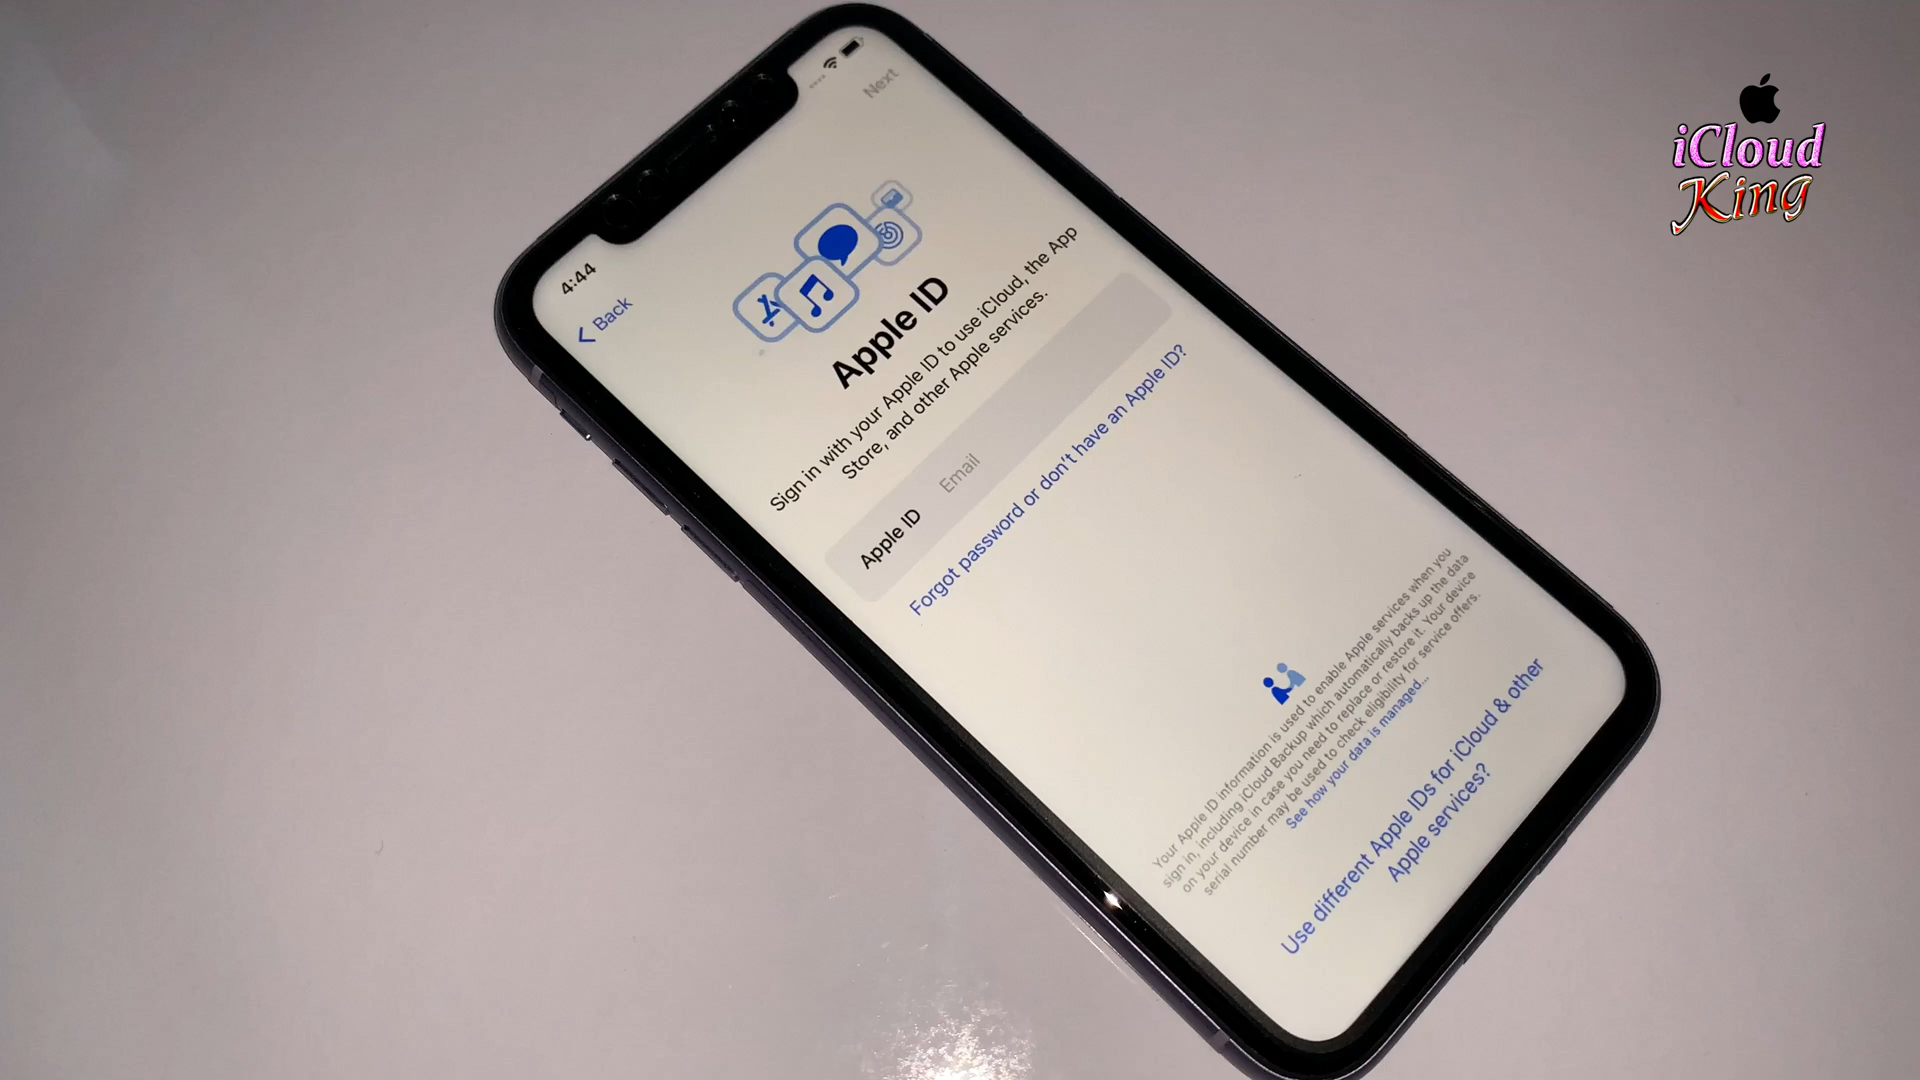 4:44
Next
Back
Apple ID
Sign in with your Apple ID to use iCloud, the App
Store, and other Apple services.
Apple ID Email
Forgot password or don't have an Apple ID?
Your Apple ID information is used to enable Apple services when you
sign in, including iCloud Backup which automatically backs up the data
on your device in case you need to replace or restore it. Your device
serial number may be used to check eligibility for service offers.
See how your data is managed...
Use different Apple IDs for iCloud & other
Apple services?
iCloud
King